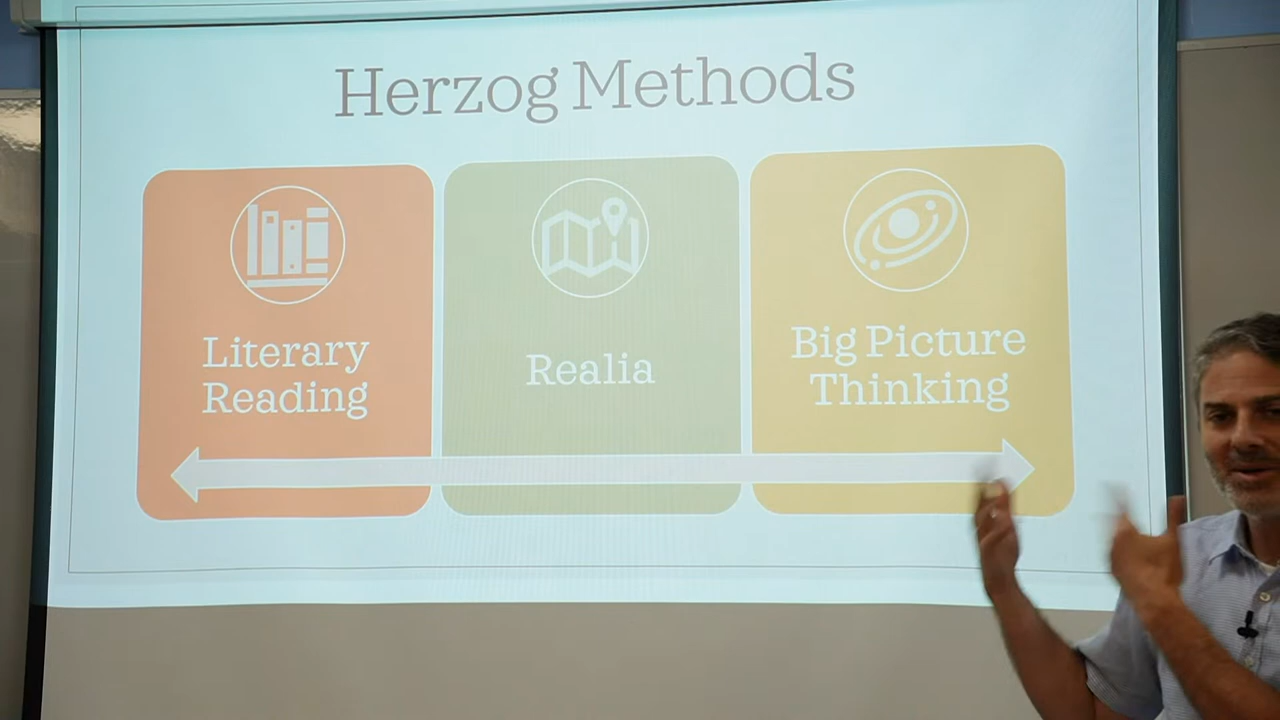 Herzog Methods
Literary
Reading
Realia
Big Picture
Thinking